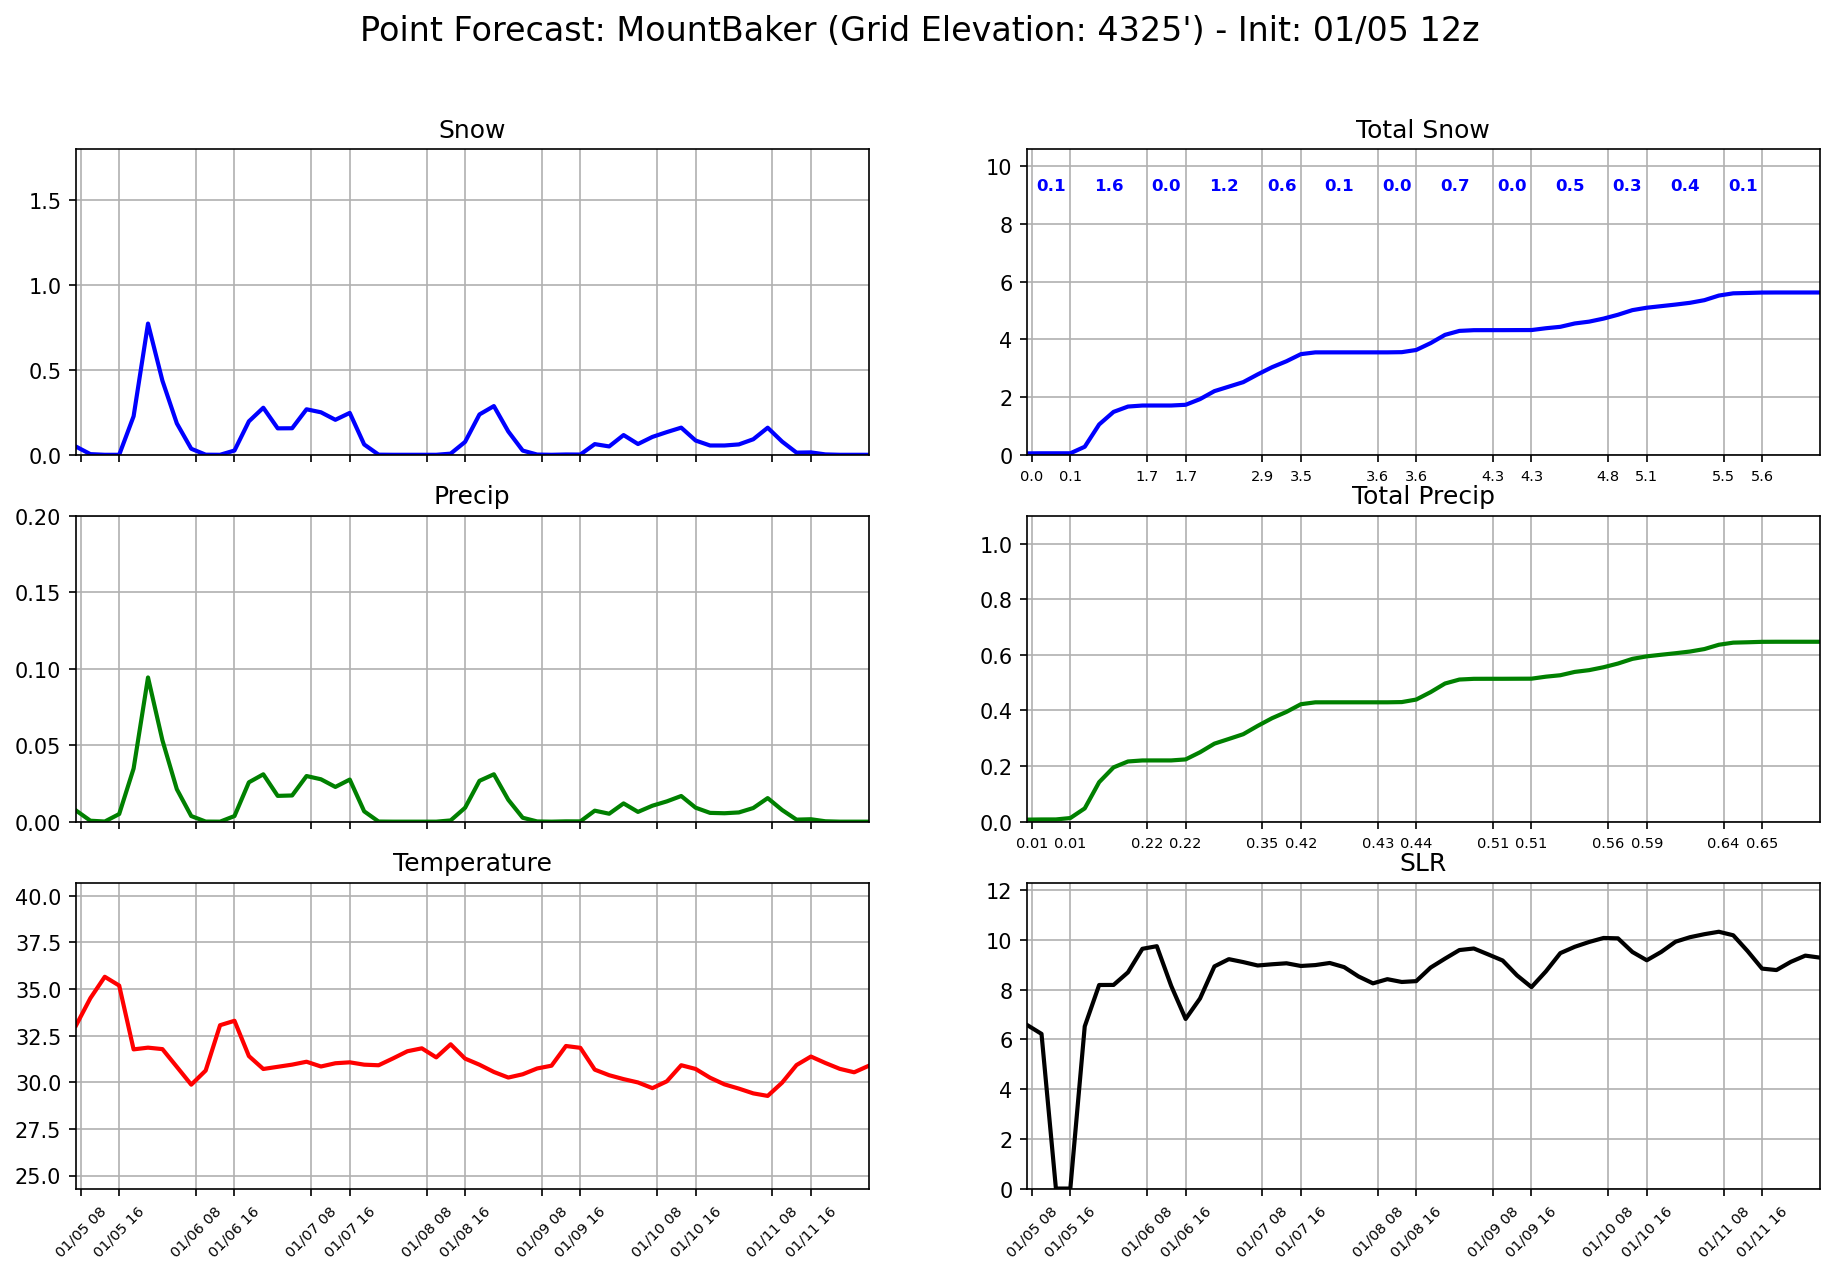 Point Forecast: MountBaker (Grid Elevation: 4325') - Init: 01/05 12z
Snow
1.5
1.0
0.5
0.0
Total Snow
10
8
6
4
2
0
0.1 1.6 0.0 1.2 0.6 0.1 0.0 0.7 0.0 0.5 0.3 0.4 0.1
0.0 0.1 1.7 1.7 2.9 3.5 3.6 3.6 4.3 4.3 4.8 5.1 5.5 5.6
Precip
0.20
0.15
0.10
0.05
0.00
Total Precip
1.0
0.8
0.6
0.4
0.2
0.0
0.01 0.01 0.22 0.22 0.35 0.42 0.43 0.44 0.51 0.51 0.56 0.59 0.64 0.65
Temperature
40.0
37.5
35.0
32.5
30.0
27.5
25.0
01/05 08 01/05 16 01/06 08 01/06 16 01/07 08 01/07 16 01/08 08 01/08 16 01/09 08 01/09 16 01/10 08 01/10 16 01/11 08 01/11 16
SLR
12
10
8
6
4
2
0
01/05 08 01/05 16 01/06 08 01/06 16 01/07 08 01/07 16 01/08 08 01/08 16 01/09 08 01/09 16 01/10 08 01/10 16 01/11 08 01/11 16